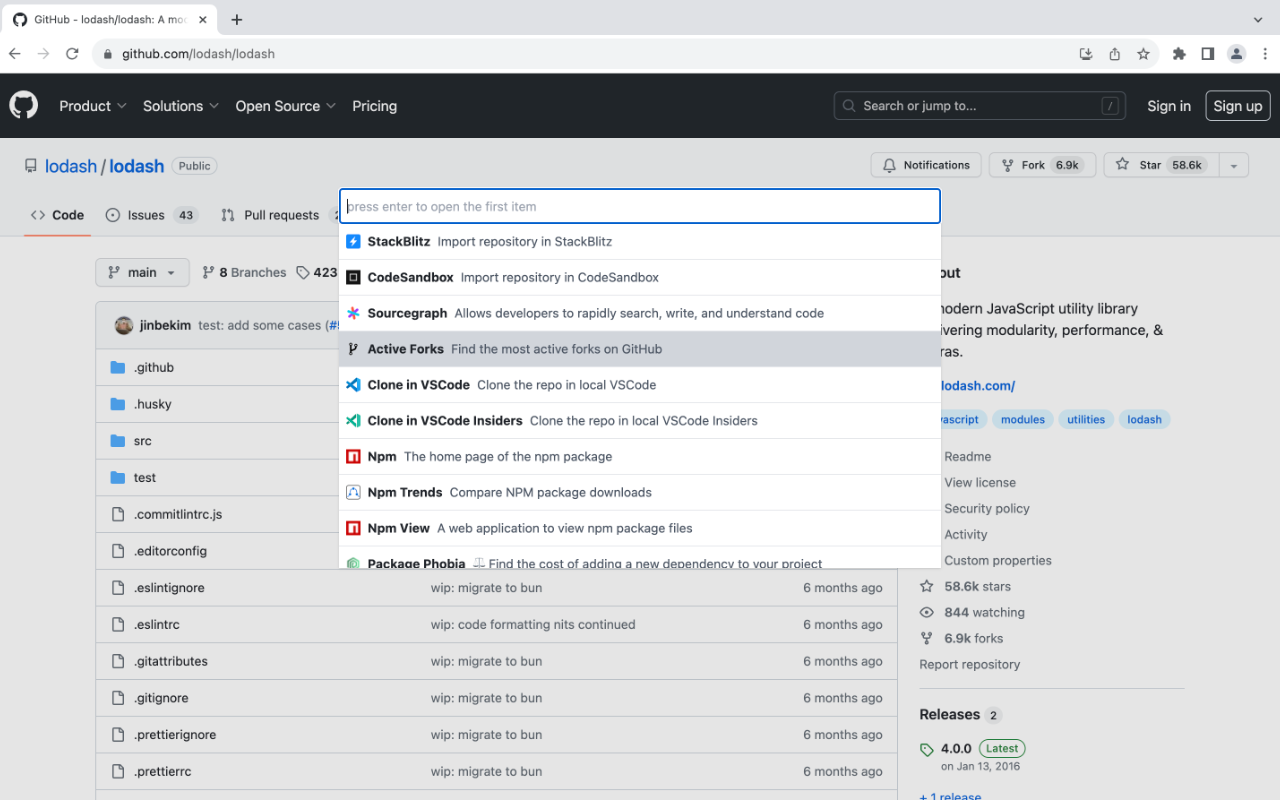 GitHub - lodash/lodash: A mo
github.com/lodash/lodash
Product
Solutions
Open Source
Pricing
Search or jump to...
/
Sign in
Sign up
lodash / lodash
Public
Notifications
Fork 6.9k
Star 58.6k
Code
Issues 43
Pull requests
press enter to open the first item
StackBlitz Import repository in StackBlitz
CodeSandbox Import repository in CodeSandbox
Sourcegraph Allows developers to rapidly search, write, and understand code
Active Forks Find the most active forks on GitHub
Clone in VSCode Clone the repo in local VSCode
Clone in VSCode Insiders Clone the repo in local VSCode Insiders
Npm The home page of the npm package
Npm Trends Compare NPM package downloads
Npm View A web application to view npm package files
Package Phobia Find the cost of adding a new dependency to your project
main
8 Branches
423
jinbekim test: add some cases (#
.github
.husky
src
test
.commitlintrc.js
.editorconfig
.eslintignore wip: migrate to bun 6 months ago
.eslintrc wip: code formatting nits continued 6 months ago
.gitattributes wip: migrate to bun 6 months ago
.gitignore wip: migrate to bun 6 months ago
.prettierignore wip: migrate to bun 6 months ago
.prettierrc wip: migrate to bun 6 months ago
out
odern JavaScript utility library
ivering modularity, performance, &
ras.
lodash.com/
vascript
modules
utilities
lodash
Readme
View license
Security policy
Activity
Custom properties
58.6k stars
844 watching
6.9k forks
Report repository
Releases 2
4.0.0 Latest
on Jan 13, 2016
+ 1 release